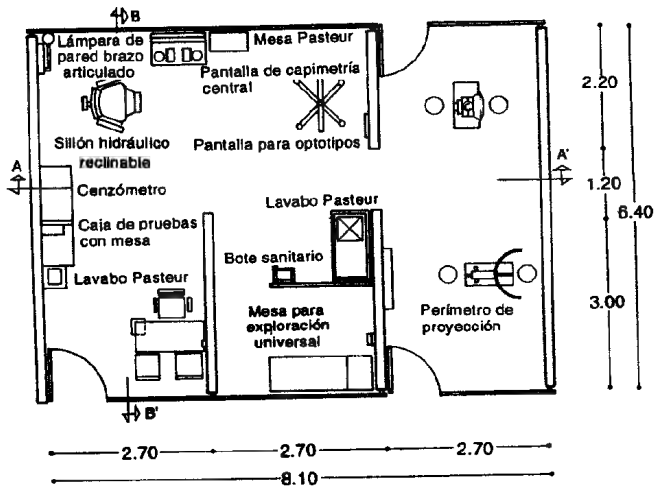 B
Lámpara de
pared brazo
articulado
Mesa Pasteur
Pantalla de capimetría
central
2.20
Sillón hidráulico
reclinable
Pantalla para optotipos
A
A'
Cenzómetro
1.20
Lavabo Pasteur
6.40
Caja de pruebas
con mesa
Bote sanitario
Lavabo Pasteur
Mesa para
exploración
universal
Perímetro de
proyección
3.00
B'
2.70
2.70
2.70
8.10